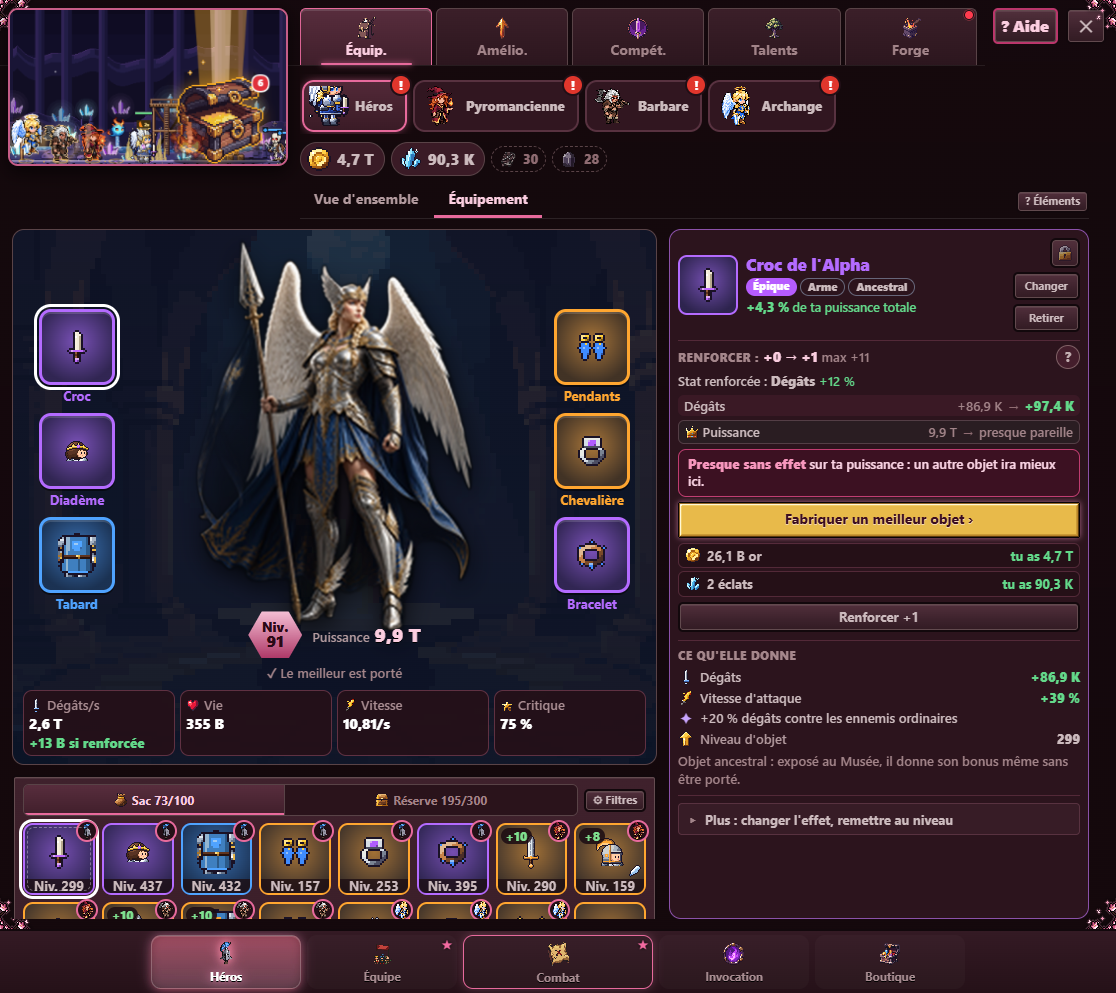 6
Équip.
Amélio.
Compét.
Talents
Forge
? Aide
✕
! ! ! !
Héros
Pyromancienne
Barbare
Archange
4,7 T
90,3 K
30
28
Vue d'ensemble
Équipement
? Éléments
Croc
Diadème
Tabard
Pendants
Chevalière
Bracelet
Niv. 91
Puissance 9,9 T
✓ Le meilleur est porté
Dégâts/s
2,6 T
+13 B si renforcée
Vie
355 B
Vitesse
10,81/s
Critique
75 %
Sac 73/100
Réserve 195/300
Filtres
Niv. 299
Niv. 437
Niv. 432
Niv. 157
Niv. 253
Niv. 395
+10
Niv. 290
+8
Niv. 159
+10
+10
Croc de l'Alpha
Épique
Arme
Ancestral
+4,3 % de ta puissance totale
Changer
Retirer
RENFORCER : +0 → +1 max +11
?
Stat renforcée : Dégâts +12 %
Dégâts
+86,9 K → +97,4 K
Puissance
9,9 T → presque pareille
Presque sans effet sur ta puissance : un autre objet ira mieux
ici.
Fabriquer un meilleur objet ›
26,1 B or
tu as 4,7 T
2 éclats
tu as 90,3 K
Renforcer +1
CE QU'ELLE DONNE
Dégâts
+86,9 K
Vitesse d'attaque
+39 %
+20 % dégâts contre les ennemis ordinaires
Niveau d'objet
299
Objet ancestral : exposé au Musée, il donne son bonus même sans
être porté.
▸ Plus : changer l'effet, remettre au niveau
Héros
Équipe
Combat
Invocation
Boutique